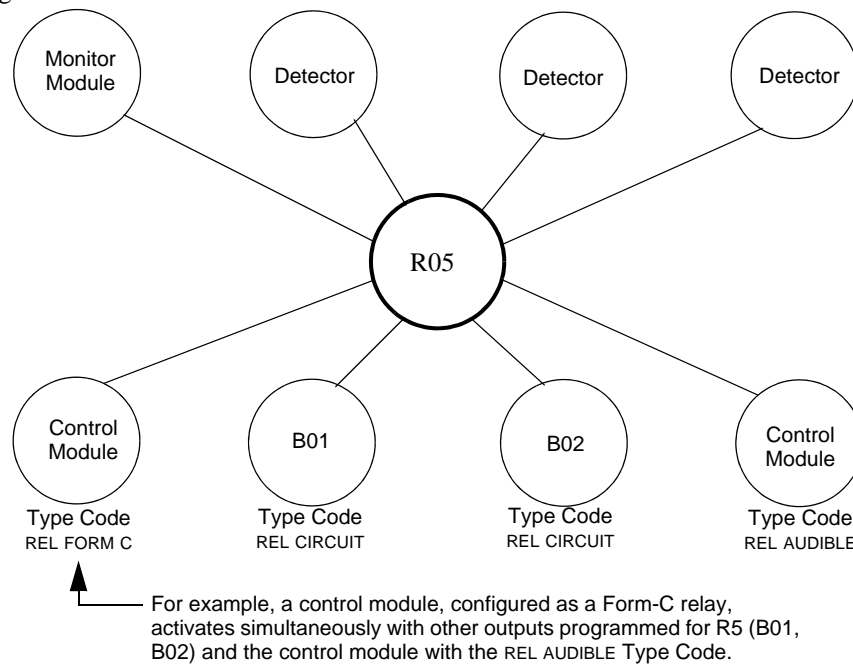 Monitor
Module
Detector
Detector
Detector
R05
Control
Module
B01
B02
Control
Module
Type Code
REL FORM C
Type Code
REL CIRCUIT
Type Code
REL CIRCUIT
Type Code
REL AUDIBLE
For example, a control module, configured as a Form-C relay,
activates simultaneously with other outputs programmed for R5 (B01,
B02) and the control module with the REL AUDIBLE Type Code.